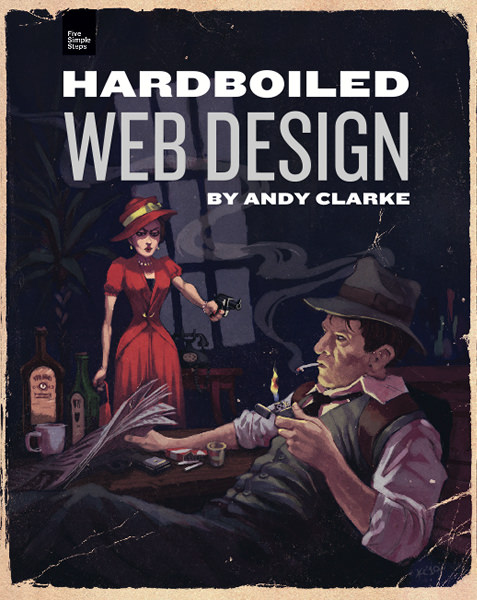 Five
Simple
Steps
HARDBOILED
WEB DESIGN
BY ANDY CLARKE